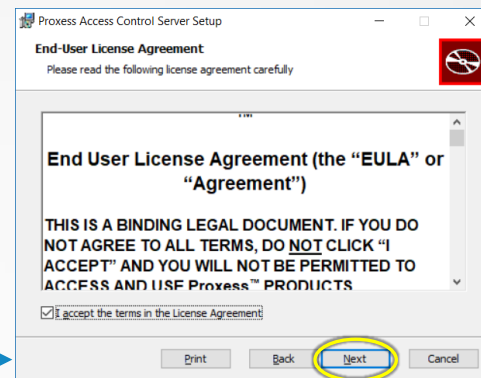 Proxess Access Control Server Setup
End-User License Agreement
Please read the following license agreement carefully
™
End User License Agreement (the “EULA” or
“Agreement”)
THIS IS A BINDING LEGAL DOCUMENT. IF YOU DO
NOT AGREE TO ALL TERMS, DO NOT CLICK “I
ACCEPT” AND YOU WILL NOT BE PERMITTED TO
ACCESS AND USE Proxess™ PRODUCTS
I accept the terms in the License Agreement
Print Back Next Cancel